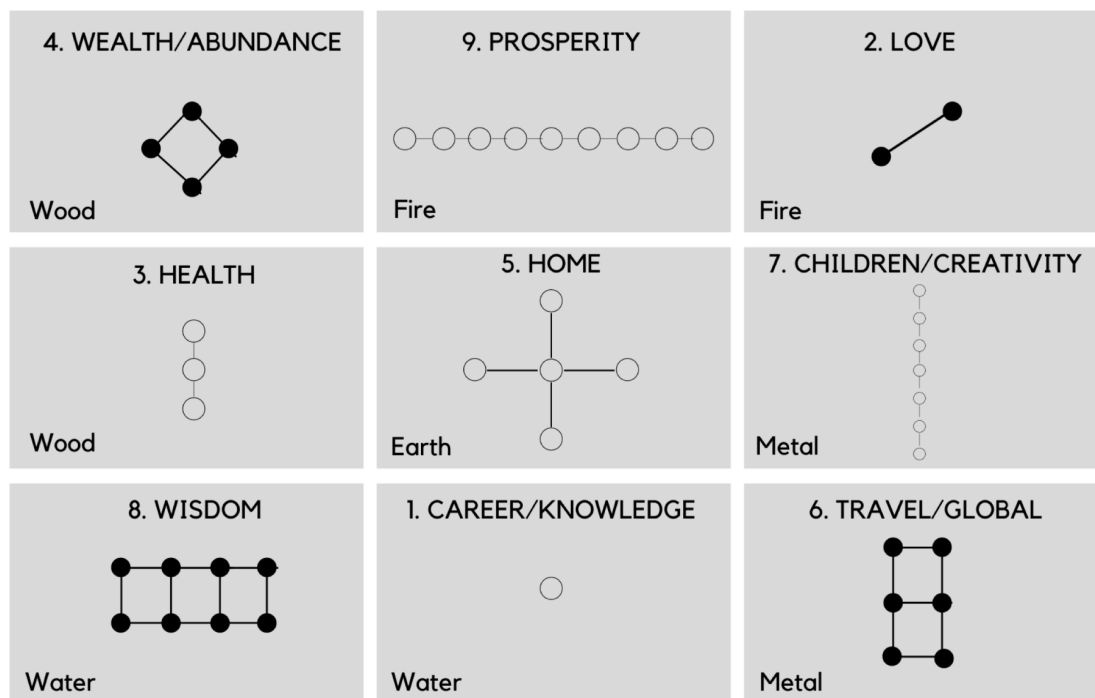 4. WEALTH/ABUNDANCE
Wood
9. PROSPERITY
Fire
2. LOVE
Fire
3. HEALTH
Wood
5. HOME
Earth
7. CHILDREN/CREATIVITY
Metal
8. WISDOM
Water
1. CAREER/KNOWLEDGE
Water
6. TRAVEL/GLOBAL
Metal